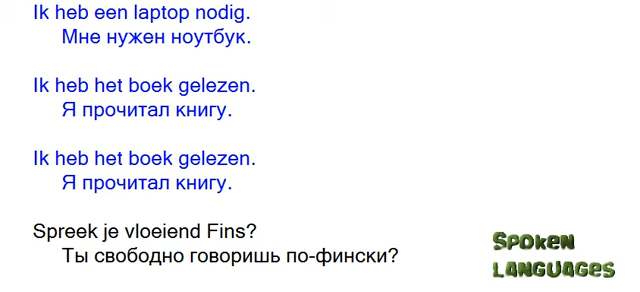 Ik heb een laptop nodig.
Мне нужен ноутбук.
Ik heb het boek gelezen.
Я прочитал книгу.
Ik heb het boek gelezen.
Я прочитал книгу.
Spreek je vloeiend Fins?
Ты свободно говоришь по-фински?
Spoken
Languages